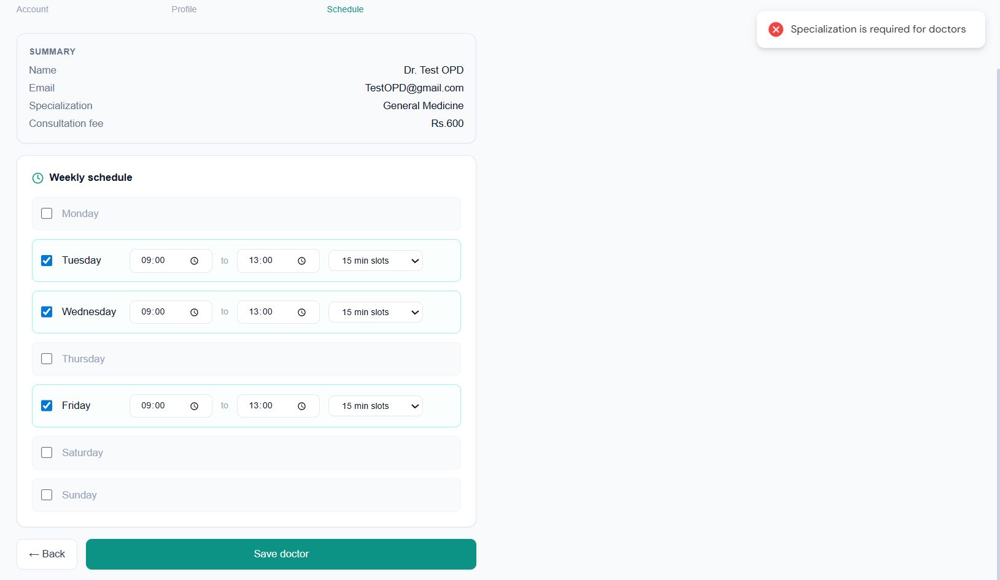 Account Profile Schedule
Specialization is required for doctors
SUMMARY
Name Dr. Test OPD
Email TestOPD@gmail.com
Specialization General Medicine
Consultation fee Rs.600
Weekly schedule
Monday
Tuesday 09:00 to 13:00 15 min slots
Wednesday 09:00 to 13:00 15 min slots
Thursday
Friday 09:00 to 13:00 15 min slots
Saturday
Sunday
← Back Save doctor